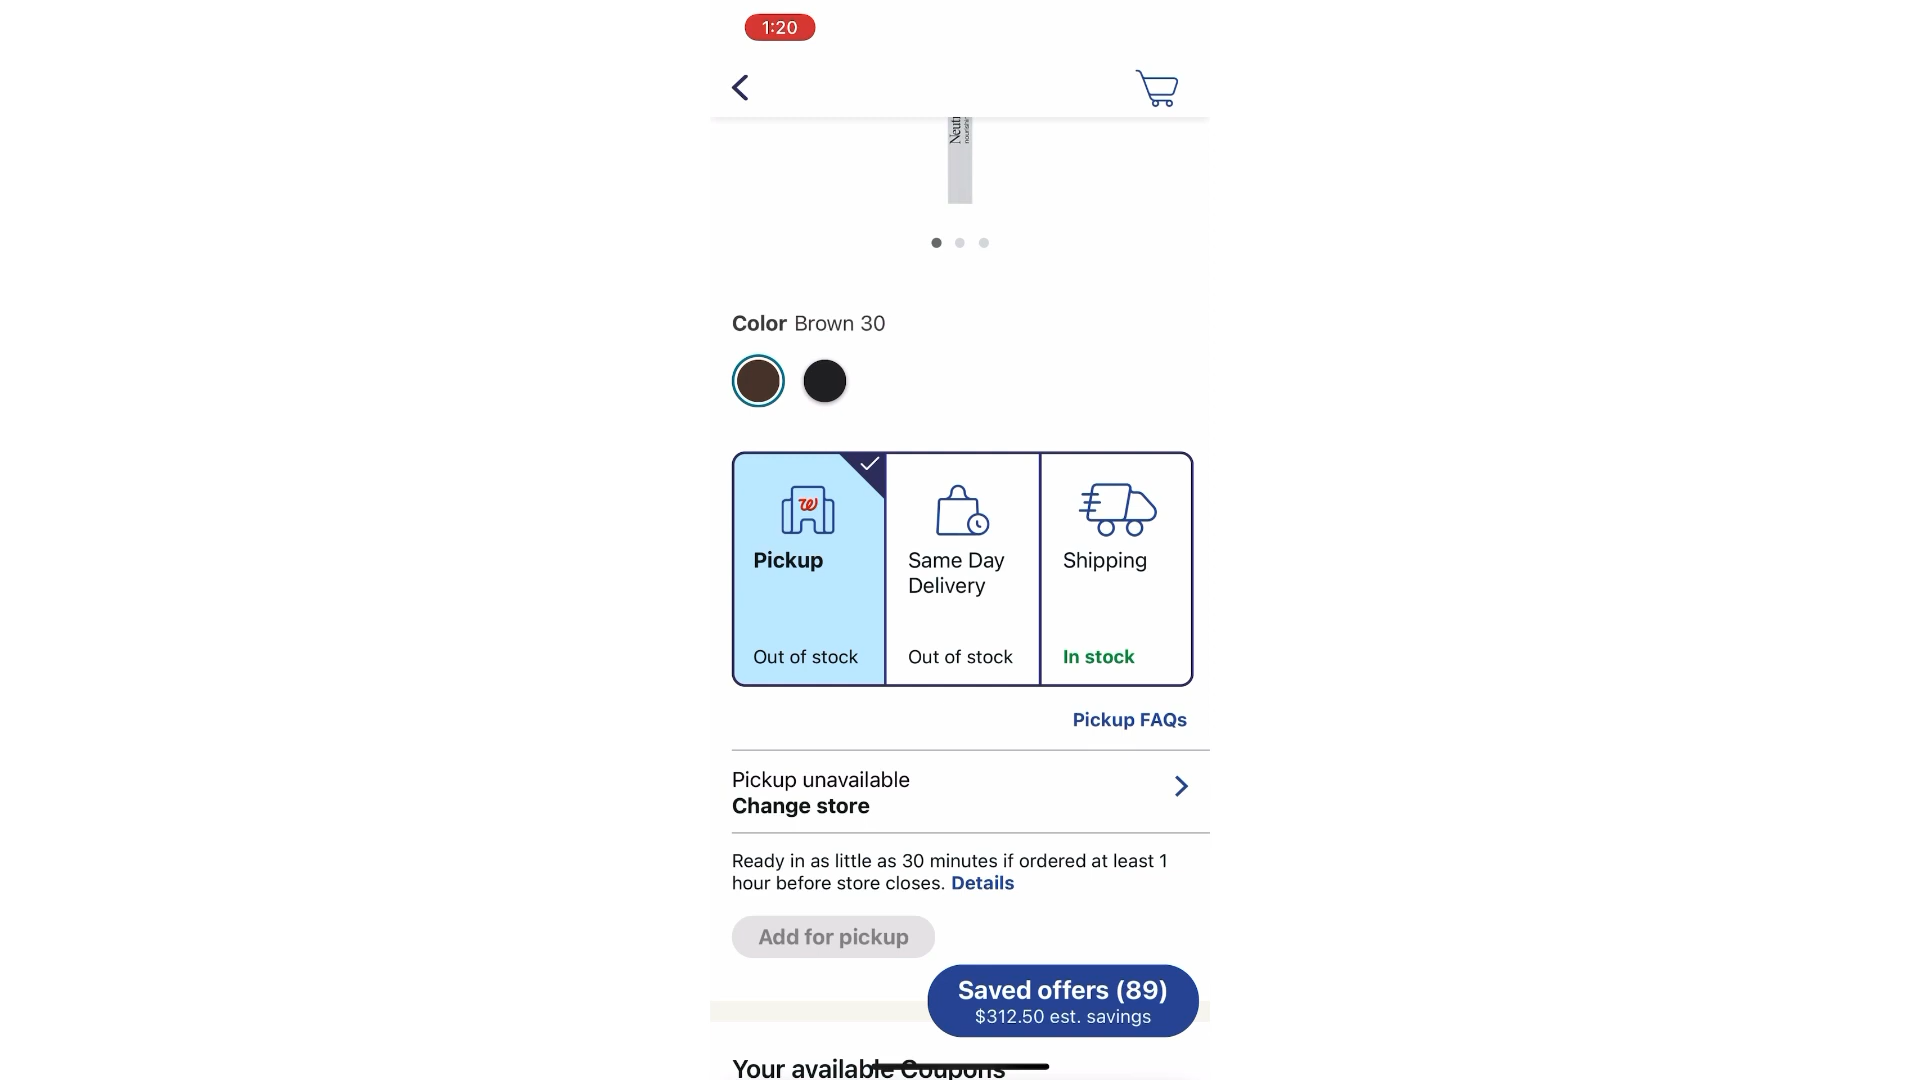 1:20
Color Brown 30
Pickup
Same Day
Delivery
Shipping
Out of stock
Out of stock
In stock
Pickup FAQs
Pickup unavailable
Change store
Ready in as little as 30 minutes if ordered at least 1
hour before store closes. Details
Add for pickup
Saved offers (89)
$312.50 est. savings
Your available Coupons